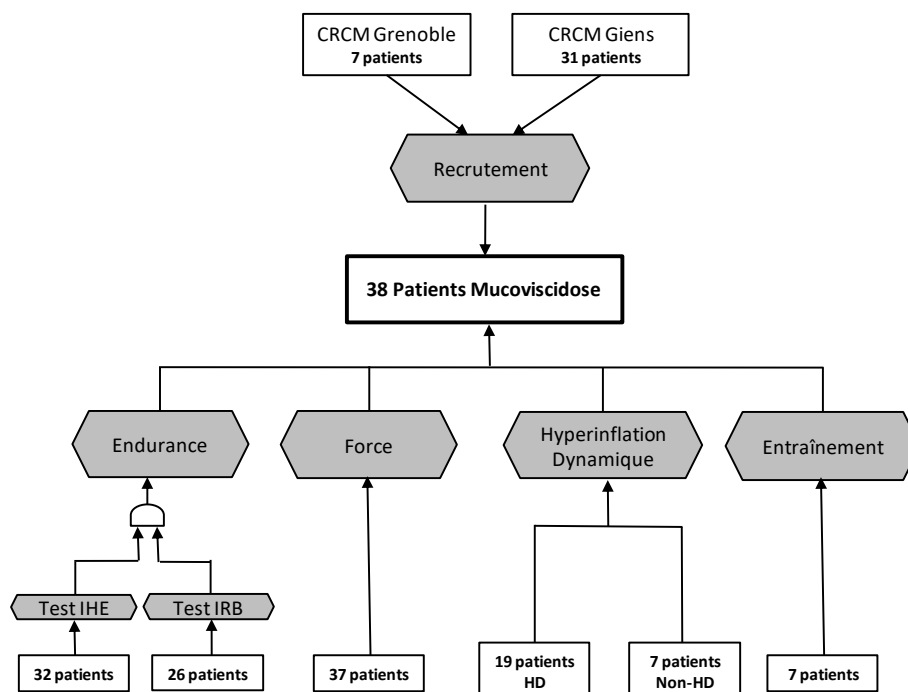 CRCM Grenoble
7 patients
CRCM Giens
31 patients
Recrutement
38 Patients Mucoviscidose
Endurance
Force
Hyperinflation
Dynamique
Entraînement
Test IHE
Test IRB
32 patients
26 patients
37 patients
19 patients
HD
7 patients
Non-HD
7 patients